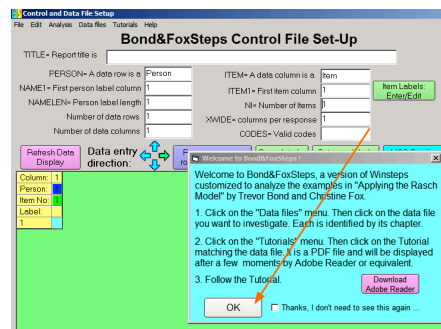 Control and Data File Setup
File Edit Analysis Data files Tutorials Help
Bond&FoxSteps Control File Set-Up
TITLE= Report title is
PERSON= A data row is a Person
ITEM= A data column is a Item
NAME1= First person label column 1
ITEM1= First item column 1
Item Labels:
Enter/Edit
NAMELEN= Person label length 1
NI= Number of Items 1
Number of data rows 1
XWIDE= columns per response 1
Number of data columns 1
CODES= Valid codes
Refresh Data
Display
Data entry
direction:
Welcome to Bond&FoxSteps !
Column: 1
Person: 1
Item No: 1
Label:
1
Welcome to Bond&FoxSteps, a version of Winsteps
customized to analyze the examples in "Applying the Rasch
Model" by Trevor Bond and Christine Fox.
1. Click on the "Data files" menu. Then click on the data file
you want to investigate. Each is identified by its chapter.
2. Click on the "Tutorials" menu. Then click on the Tutorial
matching the data file. It is a PDF file and will be displayed
after a few moments by Adobe Reader or equivalent.
3. Follow the Tutorial.
Download
Adobe Reader
OK
Thanks, I don't need to see this again ...